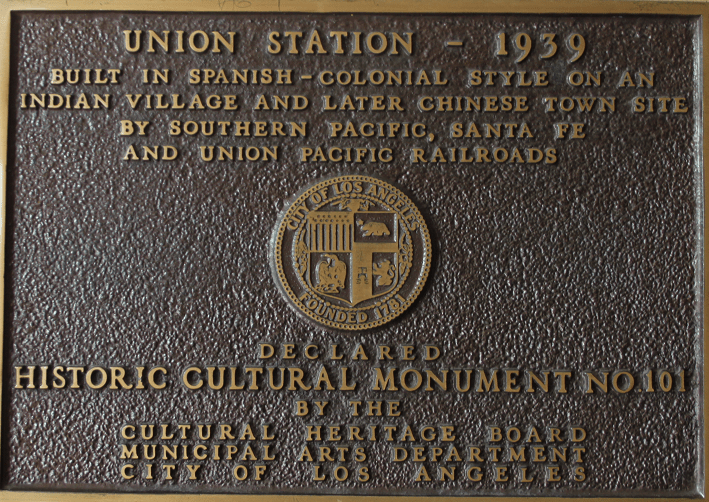 UNION STATION – 1939
BUILT IN SPANISH-COLONIAL STYLE ON AN
INDIAN VILLAGE AND LATER CHINESE TOWN SITE
BY SOUTHERN PACIFIC, SANTA FE
AND UNION PACIFIC RAILROADS
CITY OF LOS ANGELES
FOUNDED 1781
DECLARED
HISTORIC CULTURAL MONUMENT NO. 101
BY THE
CULTURAL HERITAGE BOARD
MUNICIPAL ARTS DEPARTMENT
CITY OF LOS ANGELES